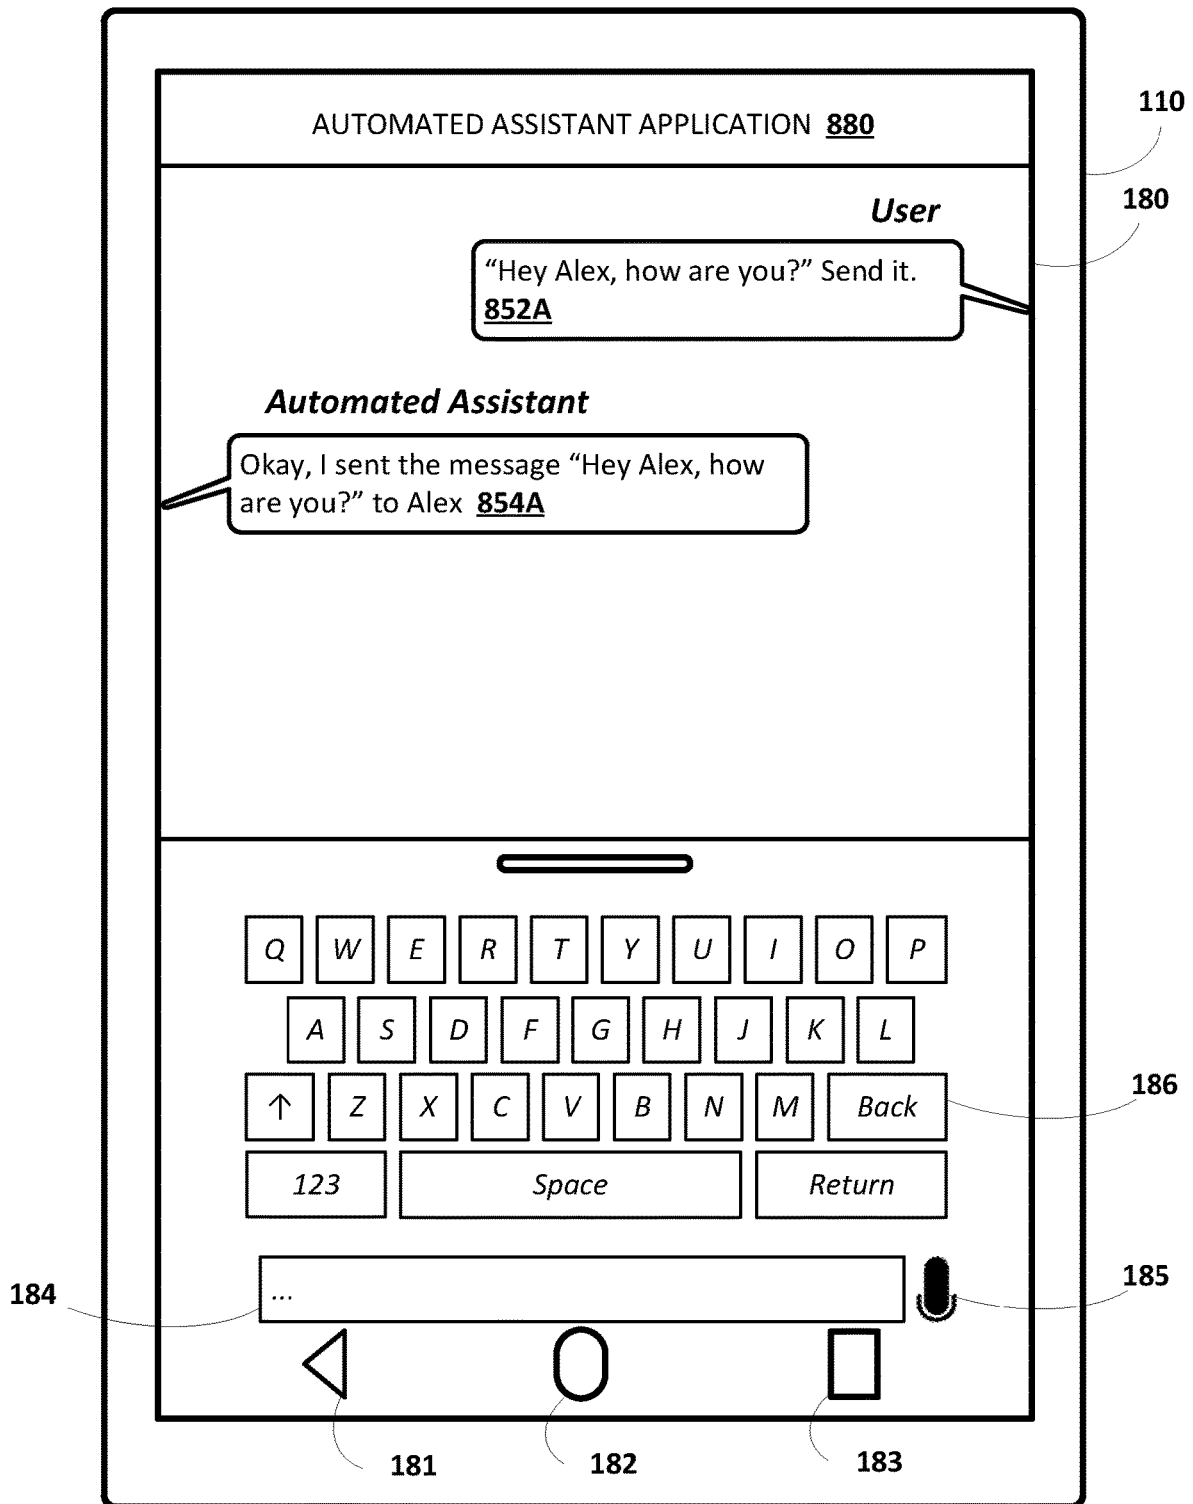 AUTOMATED ASSISTANT APPLICATION 880
110
180
User
“Hey Alex, how are you?” Send it.
852A
Automated Assistant
Okay, I sent the message “Hey Alex, how
are you?” to Alex 854A
Q W E R T Y U I O P
A S D F G H J K L
↑ Z X C V B N M Back
186
123 Space Return
184
...
185
181
182
183